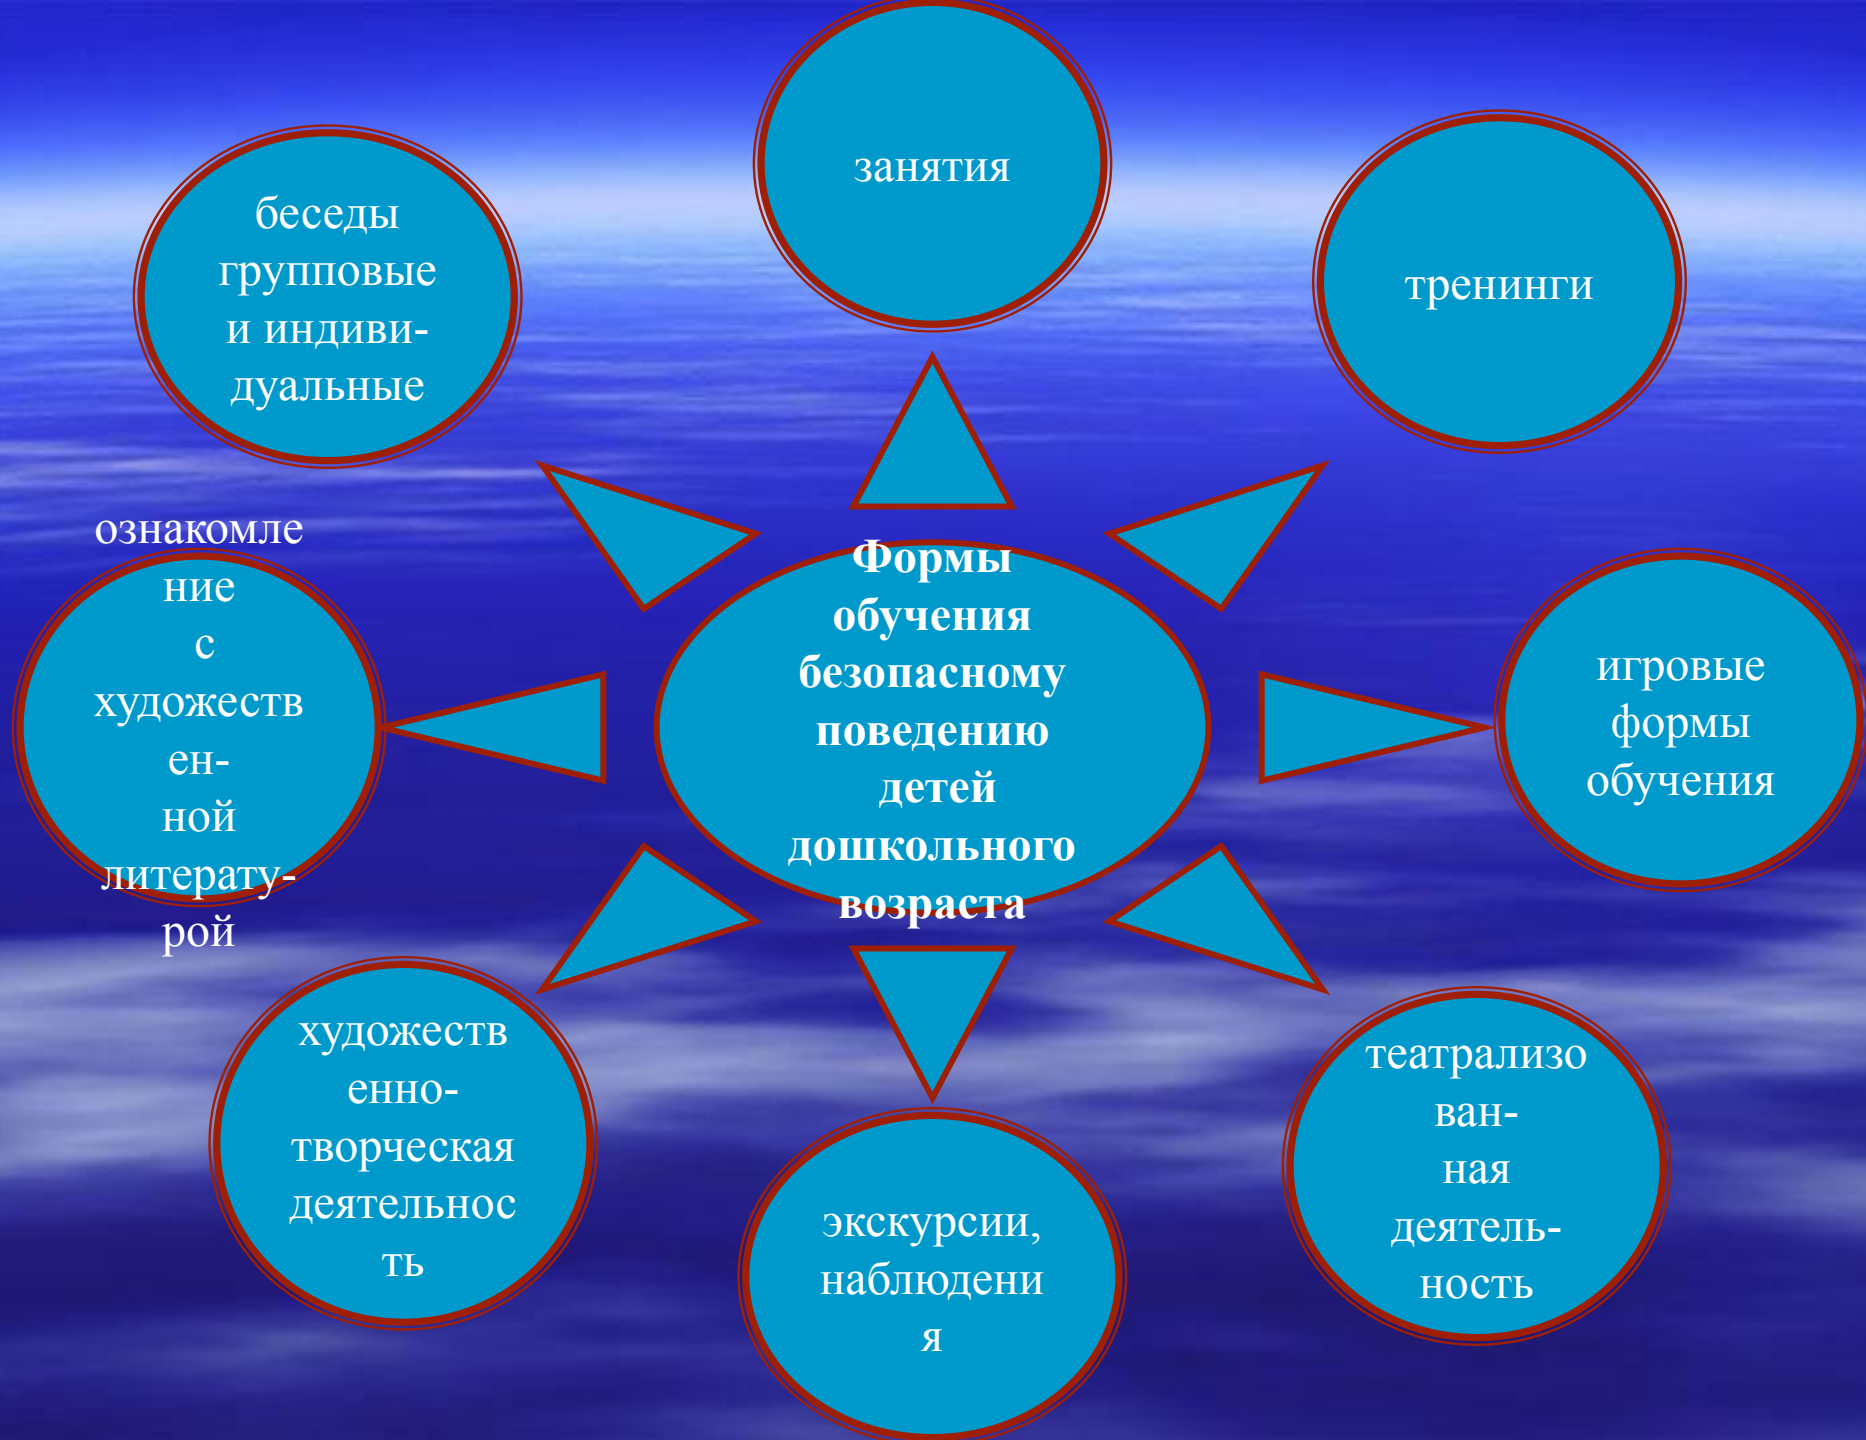 занятия
беседы
групповые
и индиви-
дуальные
тренинги
ознакомле
ние
с
художеств
ен-
ной
литерату-
рой
Формы
обучения
безопасному
поведению
детей
дошкольного
возраста
игровые
формы
обучения
художеств
енно-
творческая
деятельнос
ть
экскурсии,
наблюдени
я
театрализо
ван-
ная
деятель-
ность